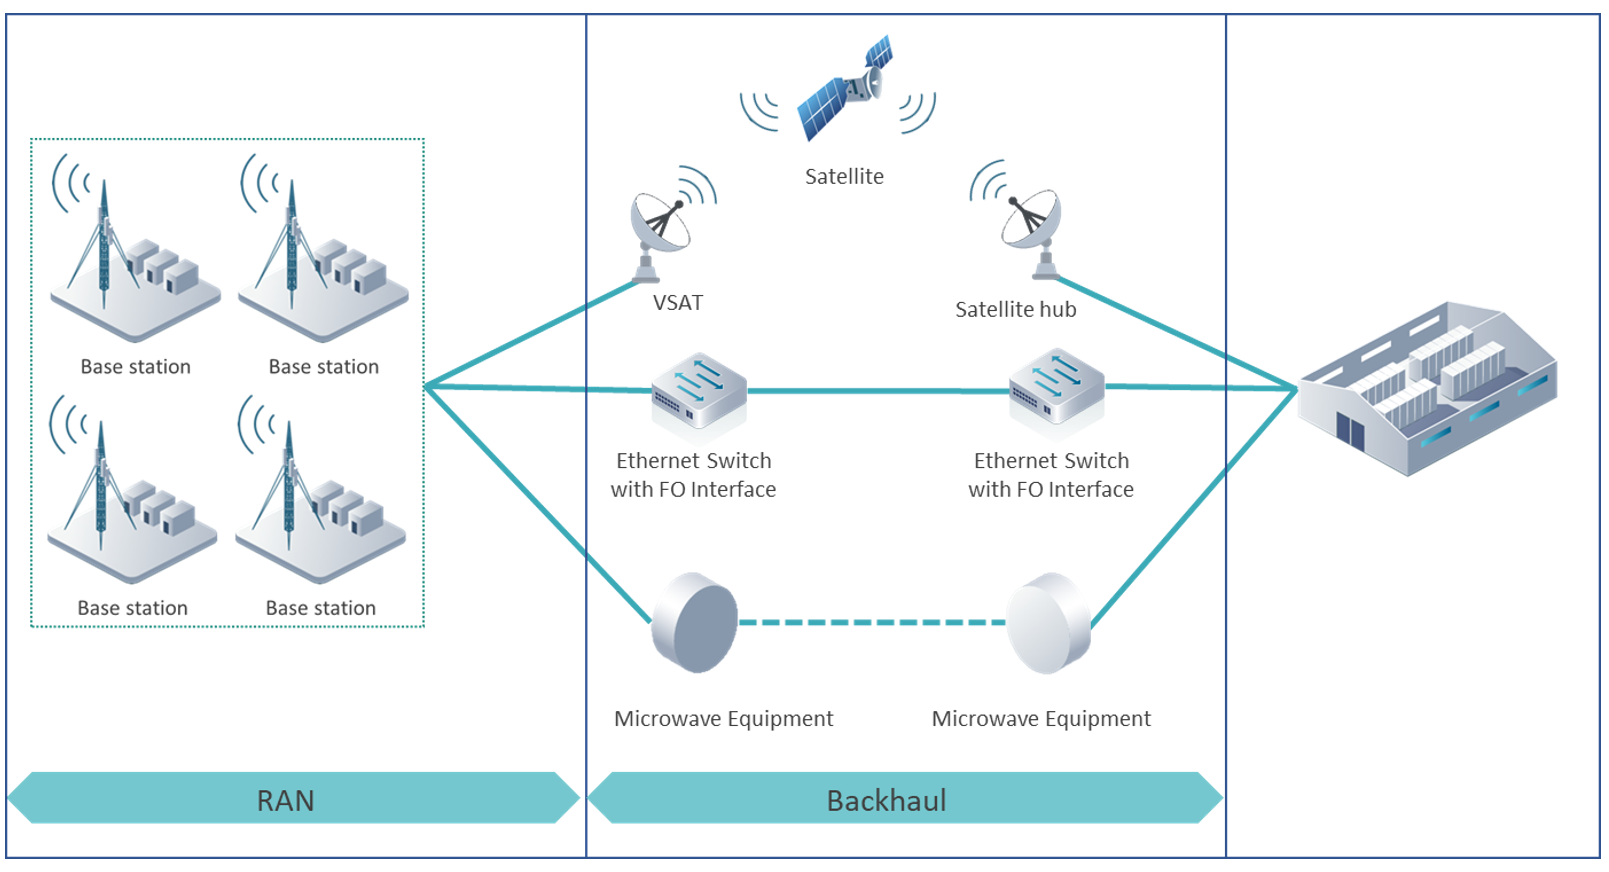 Satellite
VSAT
Satellite hub
Base station
Base station
Ethernet Switch
with FO Interface
Ethernet Switch
with FO Interface
Base station
Base station
Microwave Equipment
Microwave Equipment
RAN
Backhaul